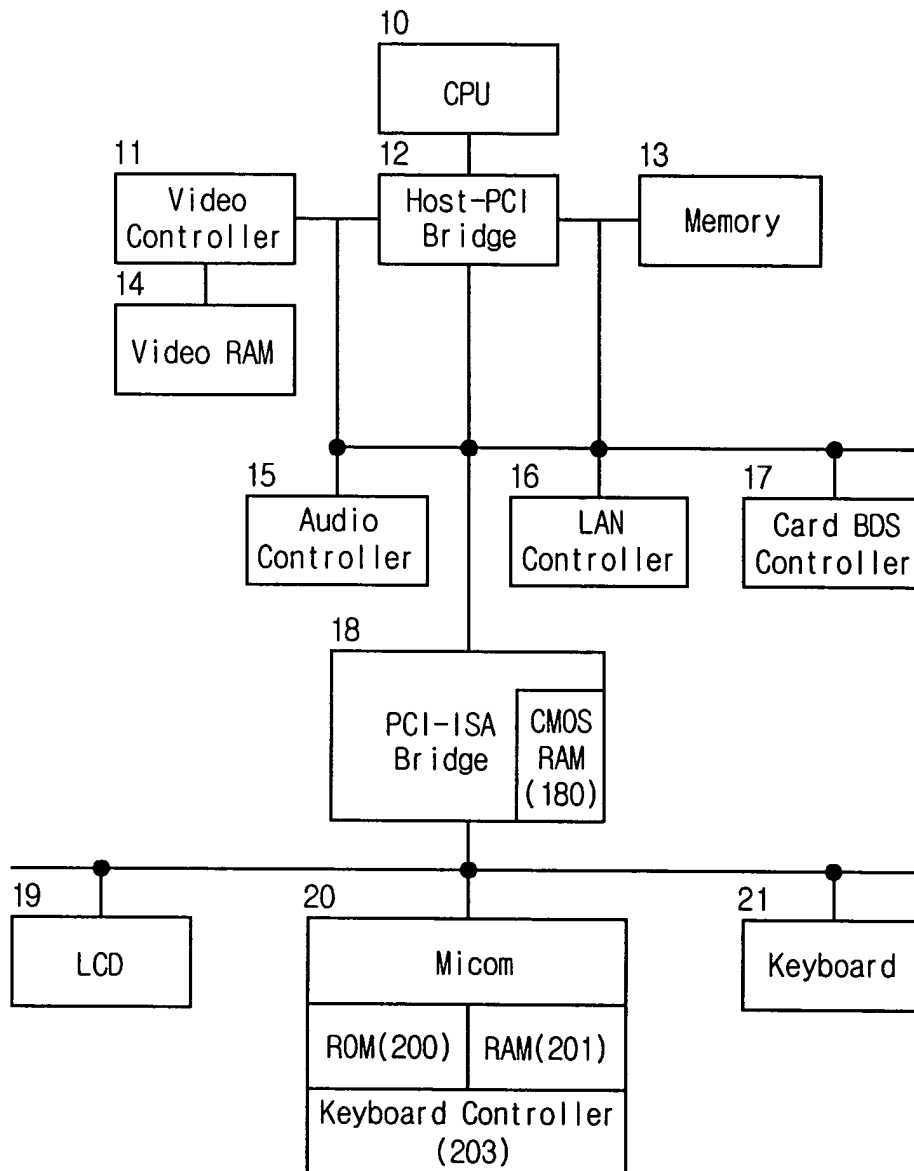 10
CPU
11
Video
Controller
12
Host-PCI
Bridge
13
Memory
14
Video RAM
15
Audio
Controller
16
LAN
Controller
17
Card BDS
Controller
18
PCI-ISA
Bridge
CMOS
RAM
(180)
19
LCD
20
Micom
ROM(200)
RAM(201)
Keyboard Controller
(203)
21
Keyboard